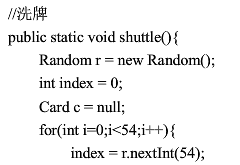 //洗牌
public static void shuttle(){
Random r = new Random();
int index = 0;
Card c = null;
for(int i=0;i<54;i++){
index = r.nextInt(54);